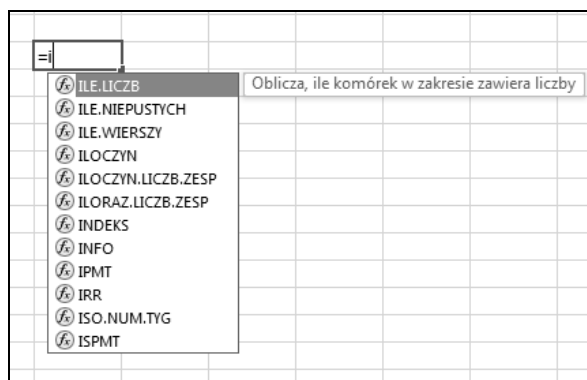 =i
ILE.LICZB
Oblicza, ile komórek w zakresie zawiera liczby
ILE.NIEPUSTYCH
ILE.WIERSZY
ILOCZYN
ILOCZYN.LICZB.ZESP
ILORAZ.LICZB.ZESP
INDEKS
INFO
IPMT
IRR
ISO.NUM.TYG
ISPMT